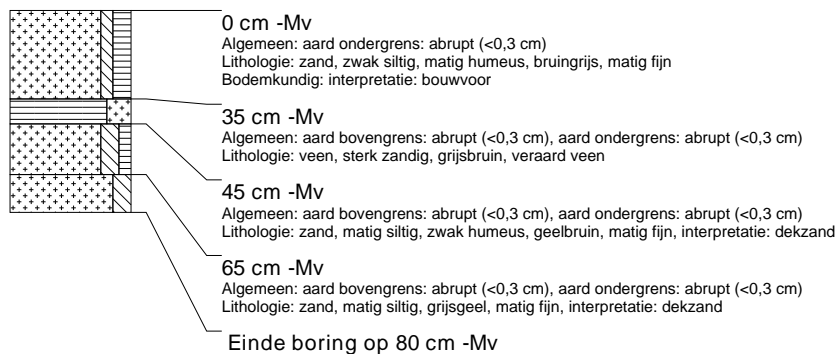 0 cm -Mv
Algemeen: aard ondergrens: abrupt (<0,3 cm)
Lithologie: zand, zwak siltig, matig humeus, bruingrijs, matig fijn
Bodemkundig: interpretatie: bouwvoor
35 cm -Mv
Algemeen: aard bovengrens: abrupt (<0,3 cm), aard ondergrens: abrupt (<0,3 cm)
Lithologie: veen, sterk zandig, grijsbruin, veraard veen
45 cm -Mv
Algemeen: aard bovengrens: abrupt (<0,3 cm), aard ondergrens: abrupt (<0,3 cm)
Lithologie: zand, matig siltig, zwak humeus, geelbruin, matig fijn, interpretatie: dekzand
65 cm -Mv
Algemeen: aard bovengrens: abrupt (<0,3 cm), aard ondergrens: abrupt (<0,3 cm)
Lithologie: zand, matig siltig, grijsgeel, matig fijn, interpretatie: dekzand
Einde boring op 80 cm -Mv